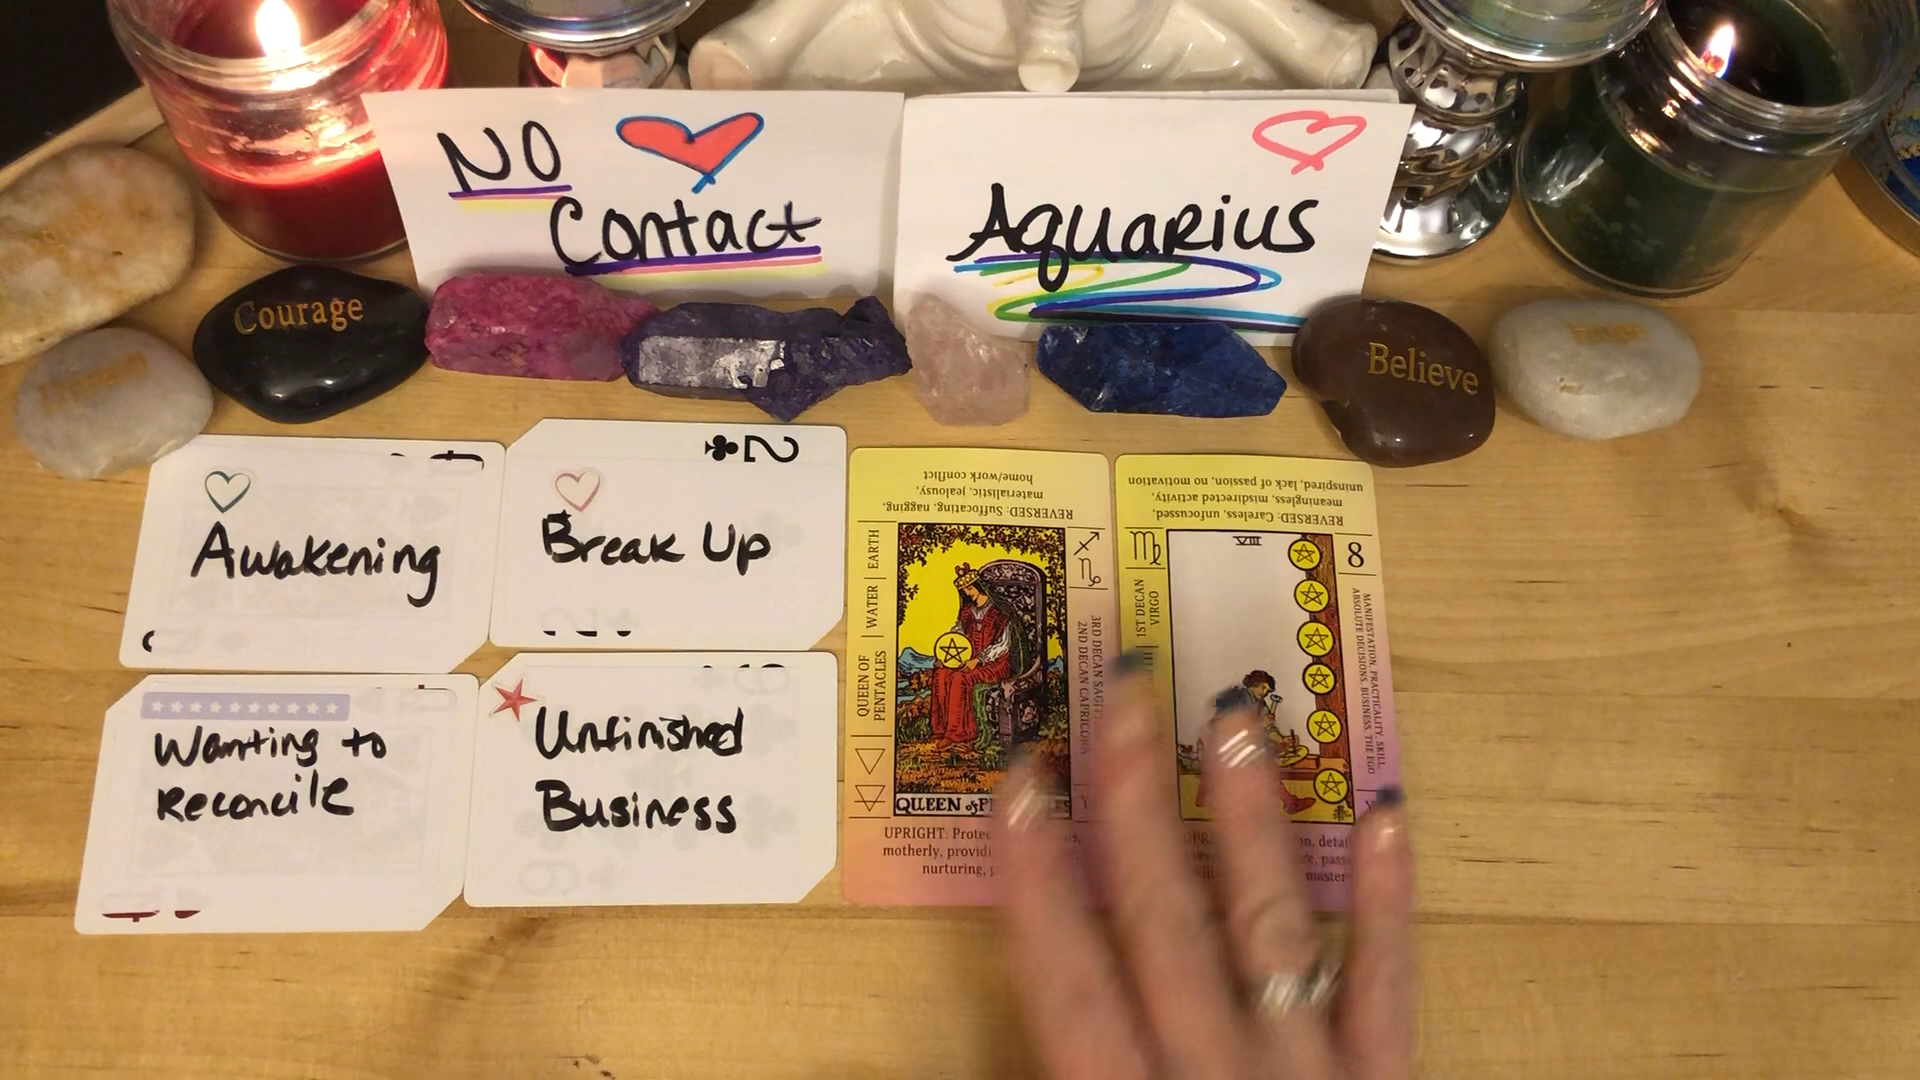 NO
Contact
Aquarius
Courage
Believe
2
Awakening
Break Up
Wanting to
Reconcile
Unfinished
Business
REVERSED: Suffocating, nagging,
materialistic, jealousy,
home/work conflict
WATER | EARTH
QUEEN OF
PENTACLES
3RD DECAN
2ND DECAN CAPRICORN
QUEEN of
UPRIGHT:
motherly,
nurturing,
REVERSED: Careless, unfocussed,
meaningless, misdirected activity,
uninspired, lack of passion, no motivation
VIII
8
1ST DECAN
VIRGO
MANIFESTATION, PRACTICALITY, SKILL,
ABSOLUTE DECISIONS, BUSINESS, THE EGO
master